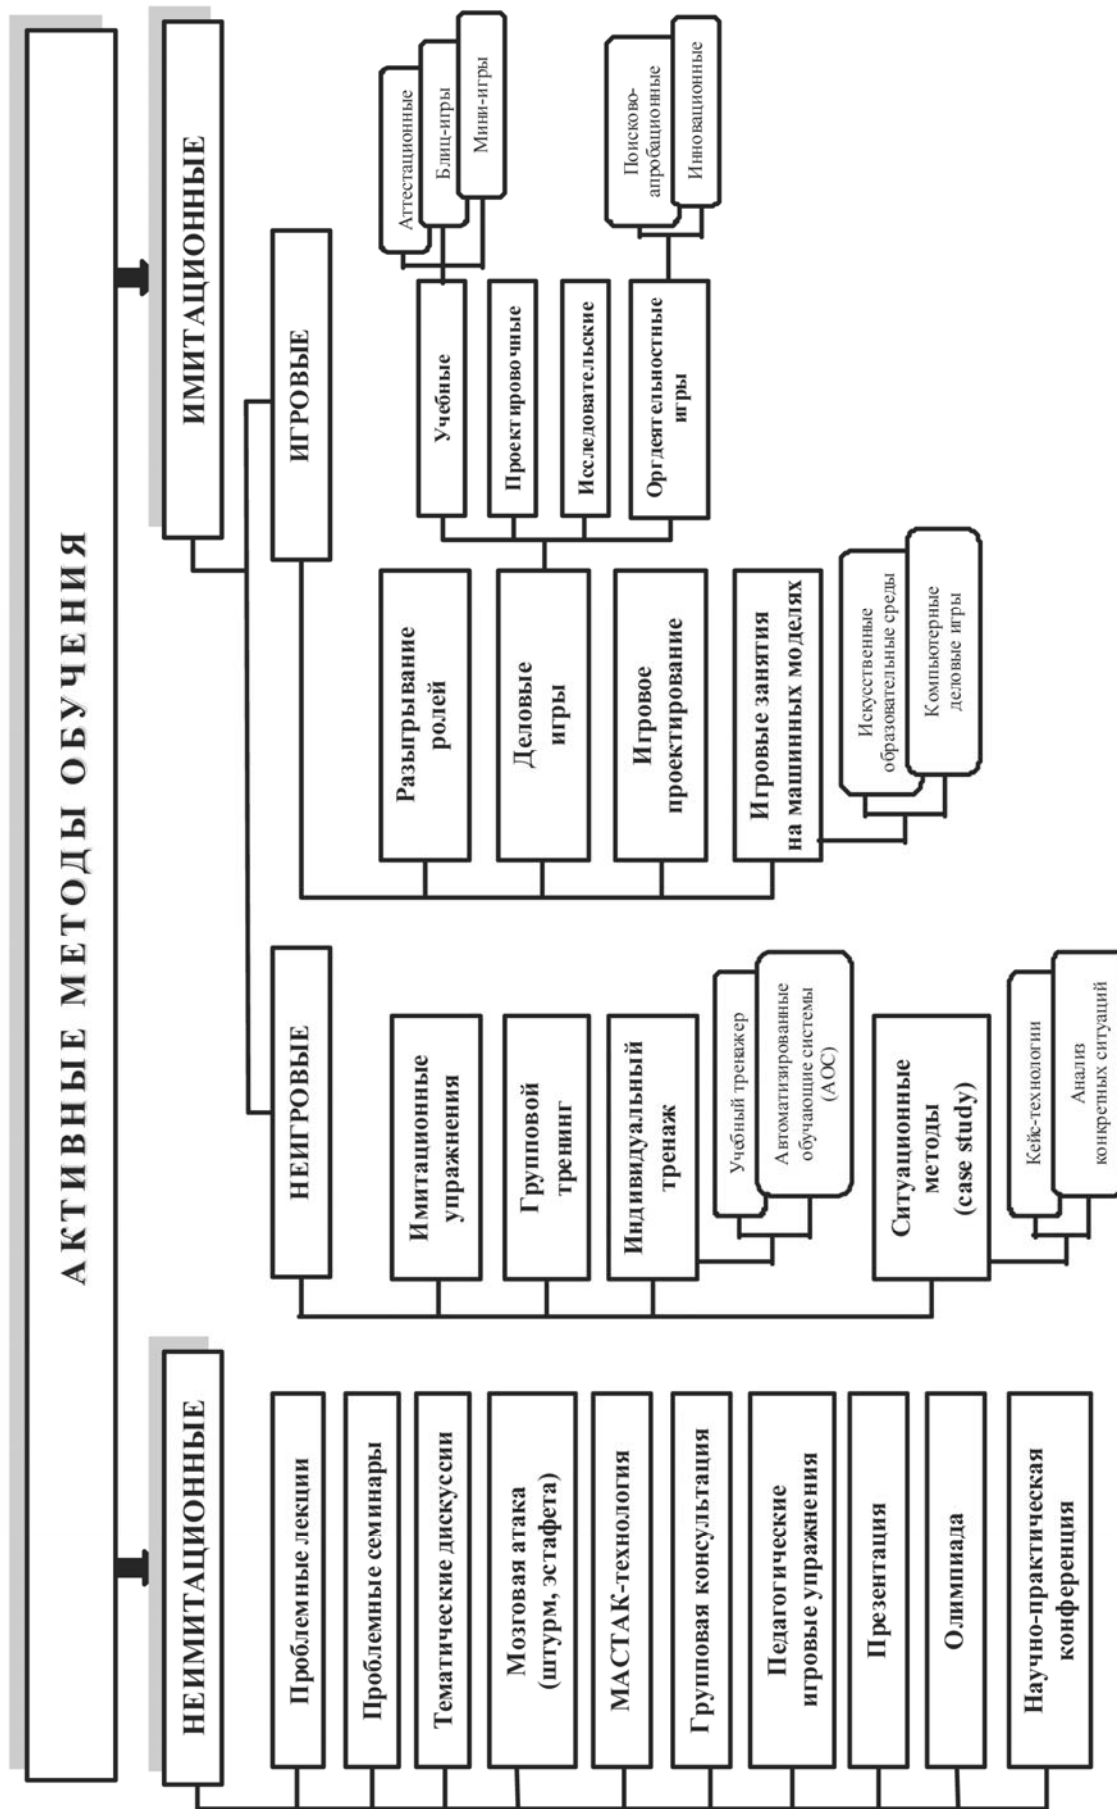 АКТИВНЫЕ МЕТОДЫ ОБУЧЕНИЯ
НЕИМИТАЦИОННЫЕ
Проблемные лекции
Проблемные семинары
Тематические дискуссии
Мозговая атака
(штурм, эстафета)
МАСТАК-технология
Групповая консультация
Педагогические
игровые упражнения
Презентация
Олимпиада
Научно-практическая
конференция
ИМИТАЦИОННЫЕ
НЕИГРОВЫЕ
Имитационные
упражнения
Групповой
тренинг
Индивидуальный
тренаж
Учебный тренажер
Автоматизированные
обучающие системы
(АОС)
Ситуационные
методы
(case study)
Кейс-технологии
Анализ
конкретных ситуаций
ИГРОВЫЕ
Разыгрывание
ролей
Деловые
игры
Игровое
проектирование
Игровые занятия
на машинных моделях
Искусственные
образовательные среды
Компьютерные
деловые игры
Учебные
Проектировочные
Исследовательские
Оргдеятельностные
игры
Аттестационные
Блиц-игры
Мини-игры
Поисково-
апробационные
Инновационные